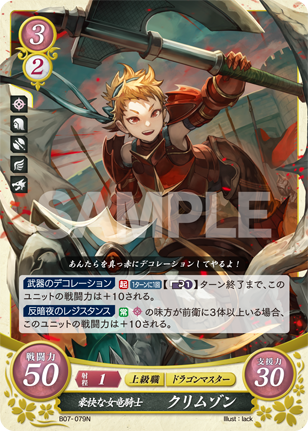 3
2
SAMPLE
あんたらを真っ赤にデコレーションしてやるよ！
武器のデコレーション 起 ターン1回 [1] ターン終了まで、このユニットの戦闘力は＋10される。
反暗夜のレジスタンス 常 の味方が前衛に3体以上いる場合、このユニットの戦闘力は＋10される。
戦闘力
50
射程 1
上級職
ドラゴンマスター
支援力
30
豪快な女竜騎士 クリムゾン
B07-079N
Illust：lack